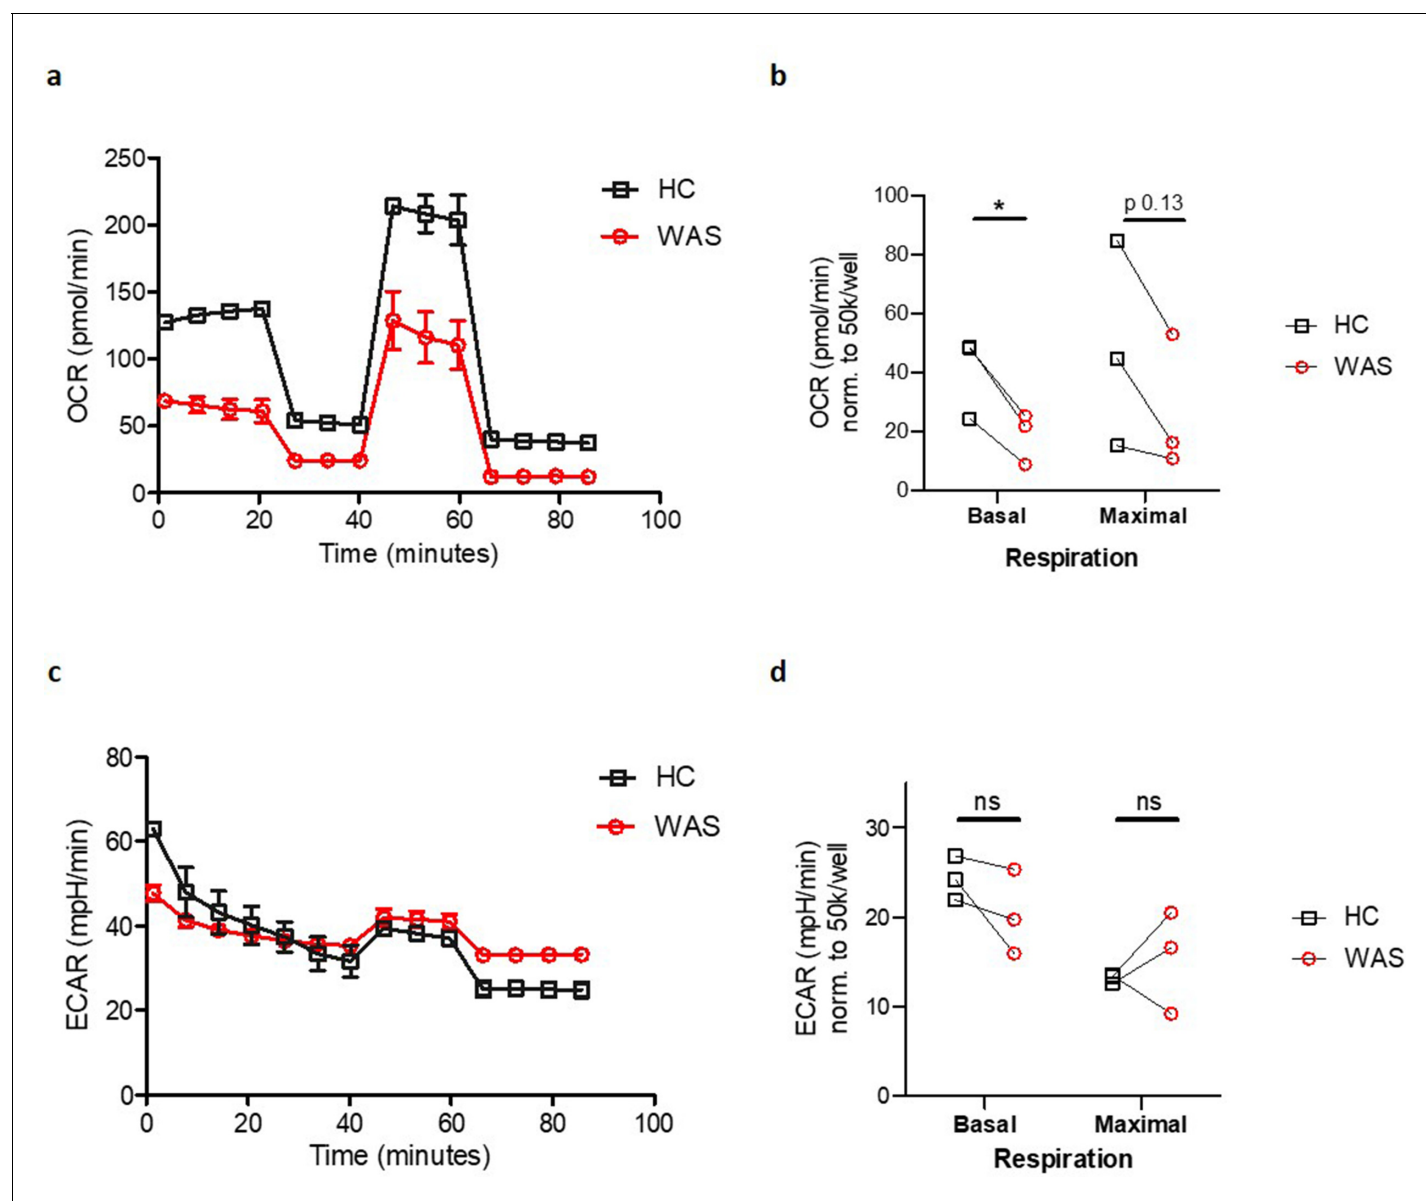 a
250
200
150
100
50
0
OCR (pmol/min)
0 20 40 60 80 100
Time (minutes)
HC
WAS
b
100
80
60
40
20
0
OCR (pmol/min)
norm. to 50k/well
*
p 0.13
Basal Maximal
Respiration
HC
WAS
c
80
60
40
20
0
ECAR (mpH/min)
0 20 40 60 80 100
Time (minutes)
HC
WAS
d
30
20
10
0
ECAR (mpH/min)
norm. to 50k/well
ns ns
Basal Maximal
Respiration
HC
WAS